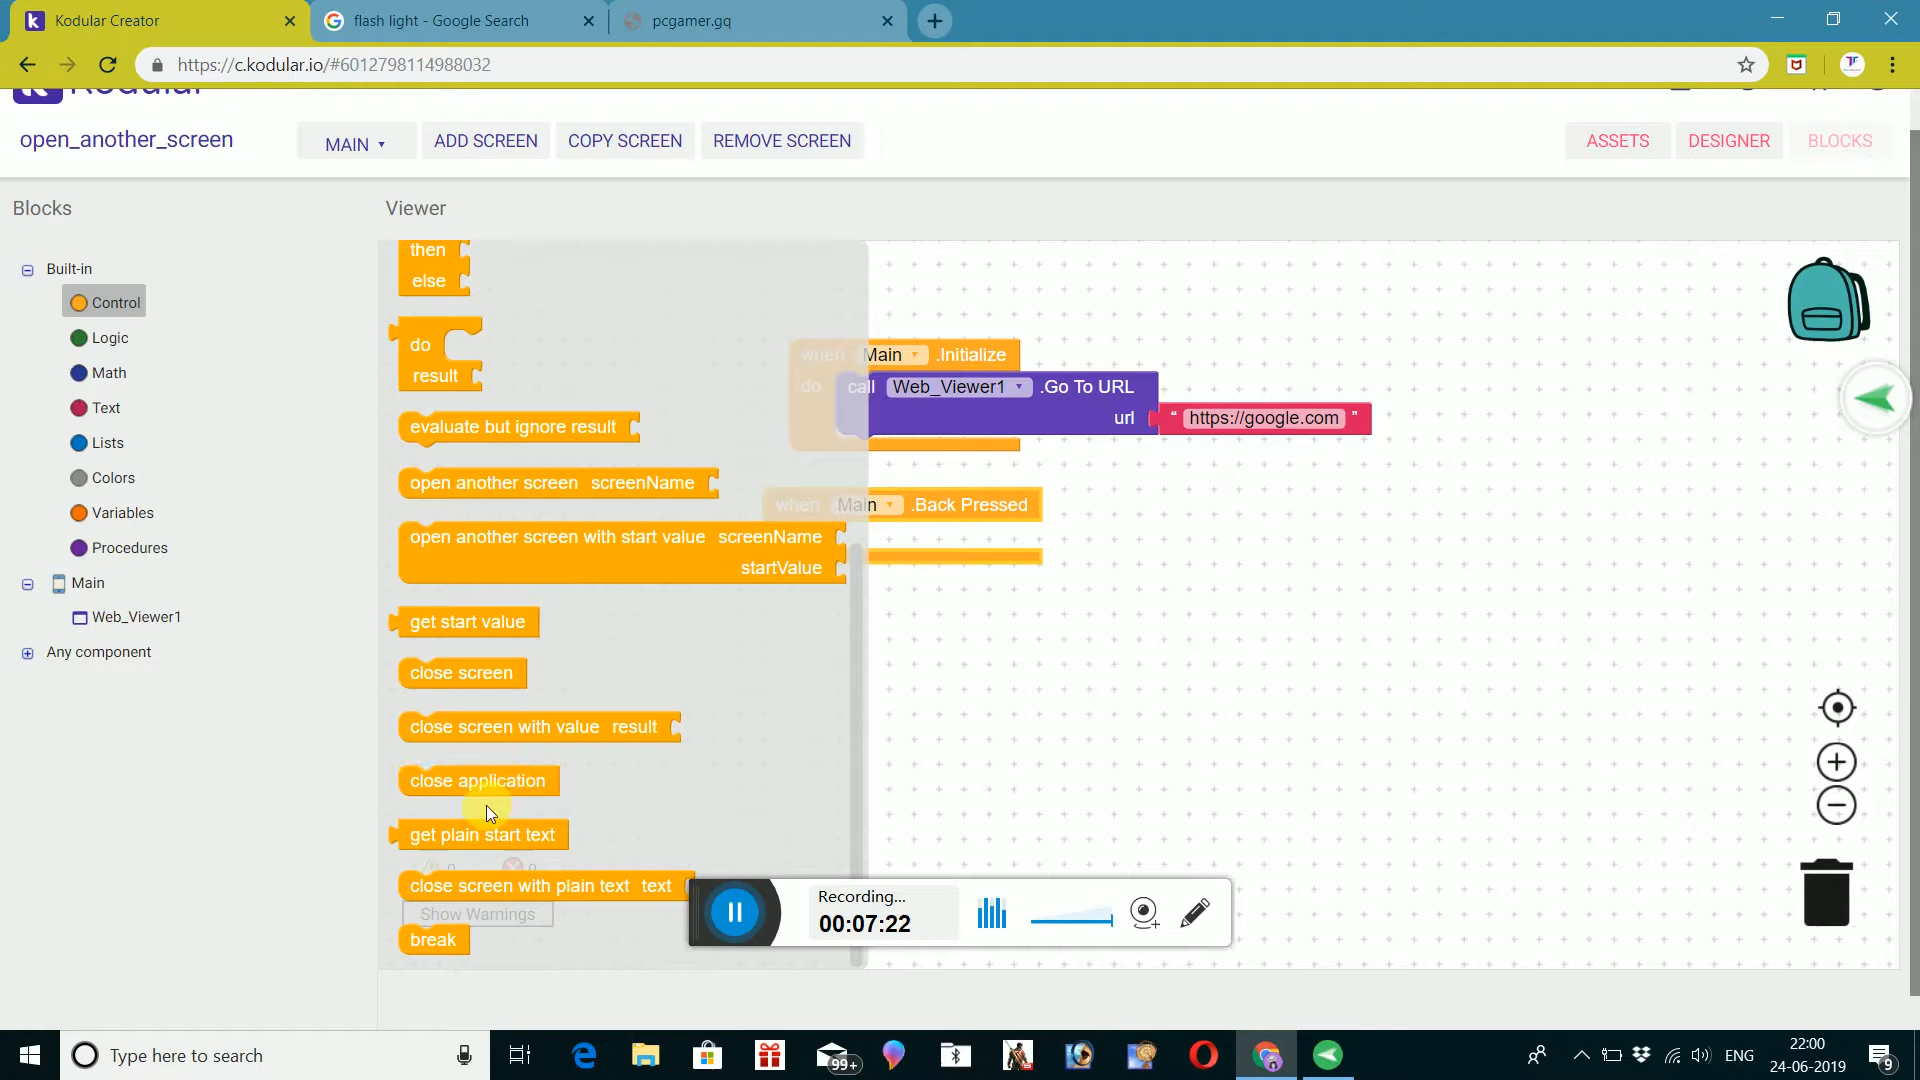 Kodular Creator
flash light - Google Search
pcgamer.gq
https://c.kodular.io/#6012798114988032
Kodular
open_another_screen
MAIN
ADD SCREEN
COPY SCREEN
REMOVE SCREEN
ASSETS
DESIGNER
BLOCKS
Blocks
Viewer
Built-in
Control
Logic
Math
Text
Lists
Colors
Variables
Procedures
Main
Web_Viewer1
Any component
then
else
do
result
evaluate but ignore result
open another screen screenName
open another screen with start value screenName
startValue
get start value
close screen
close screen with value result
close application
get plain start text
0 0
close screen with plain text text
Show Warnings
break
when Main .Initialize
do call Web_Viewer1 .Go To URL
url “ https://google.com ”
when Main .Back Pressed
Recording...
00:07:22
Type here to search
99+
ENG
22:00
24-06-2019
9